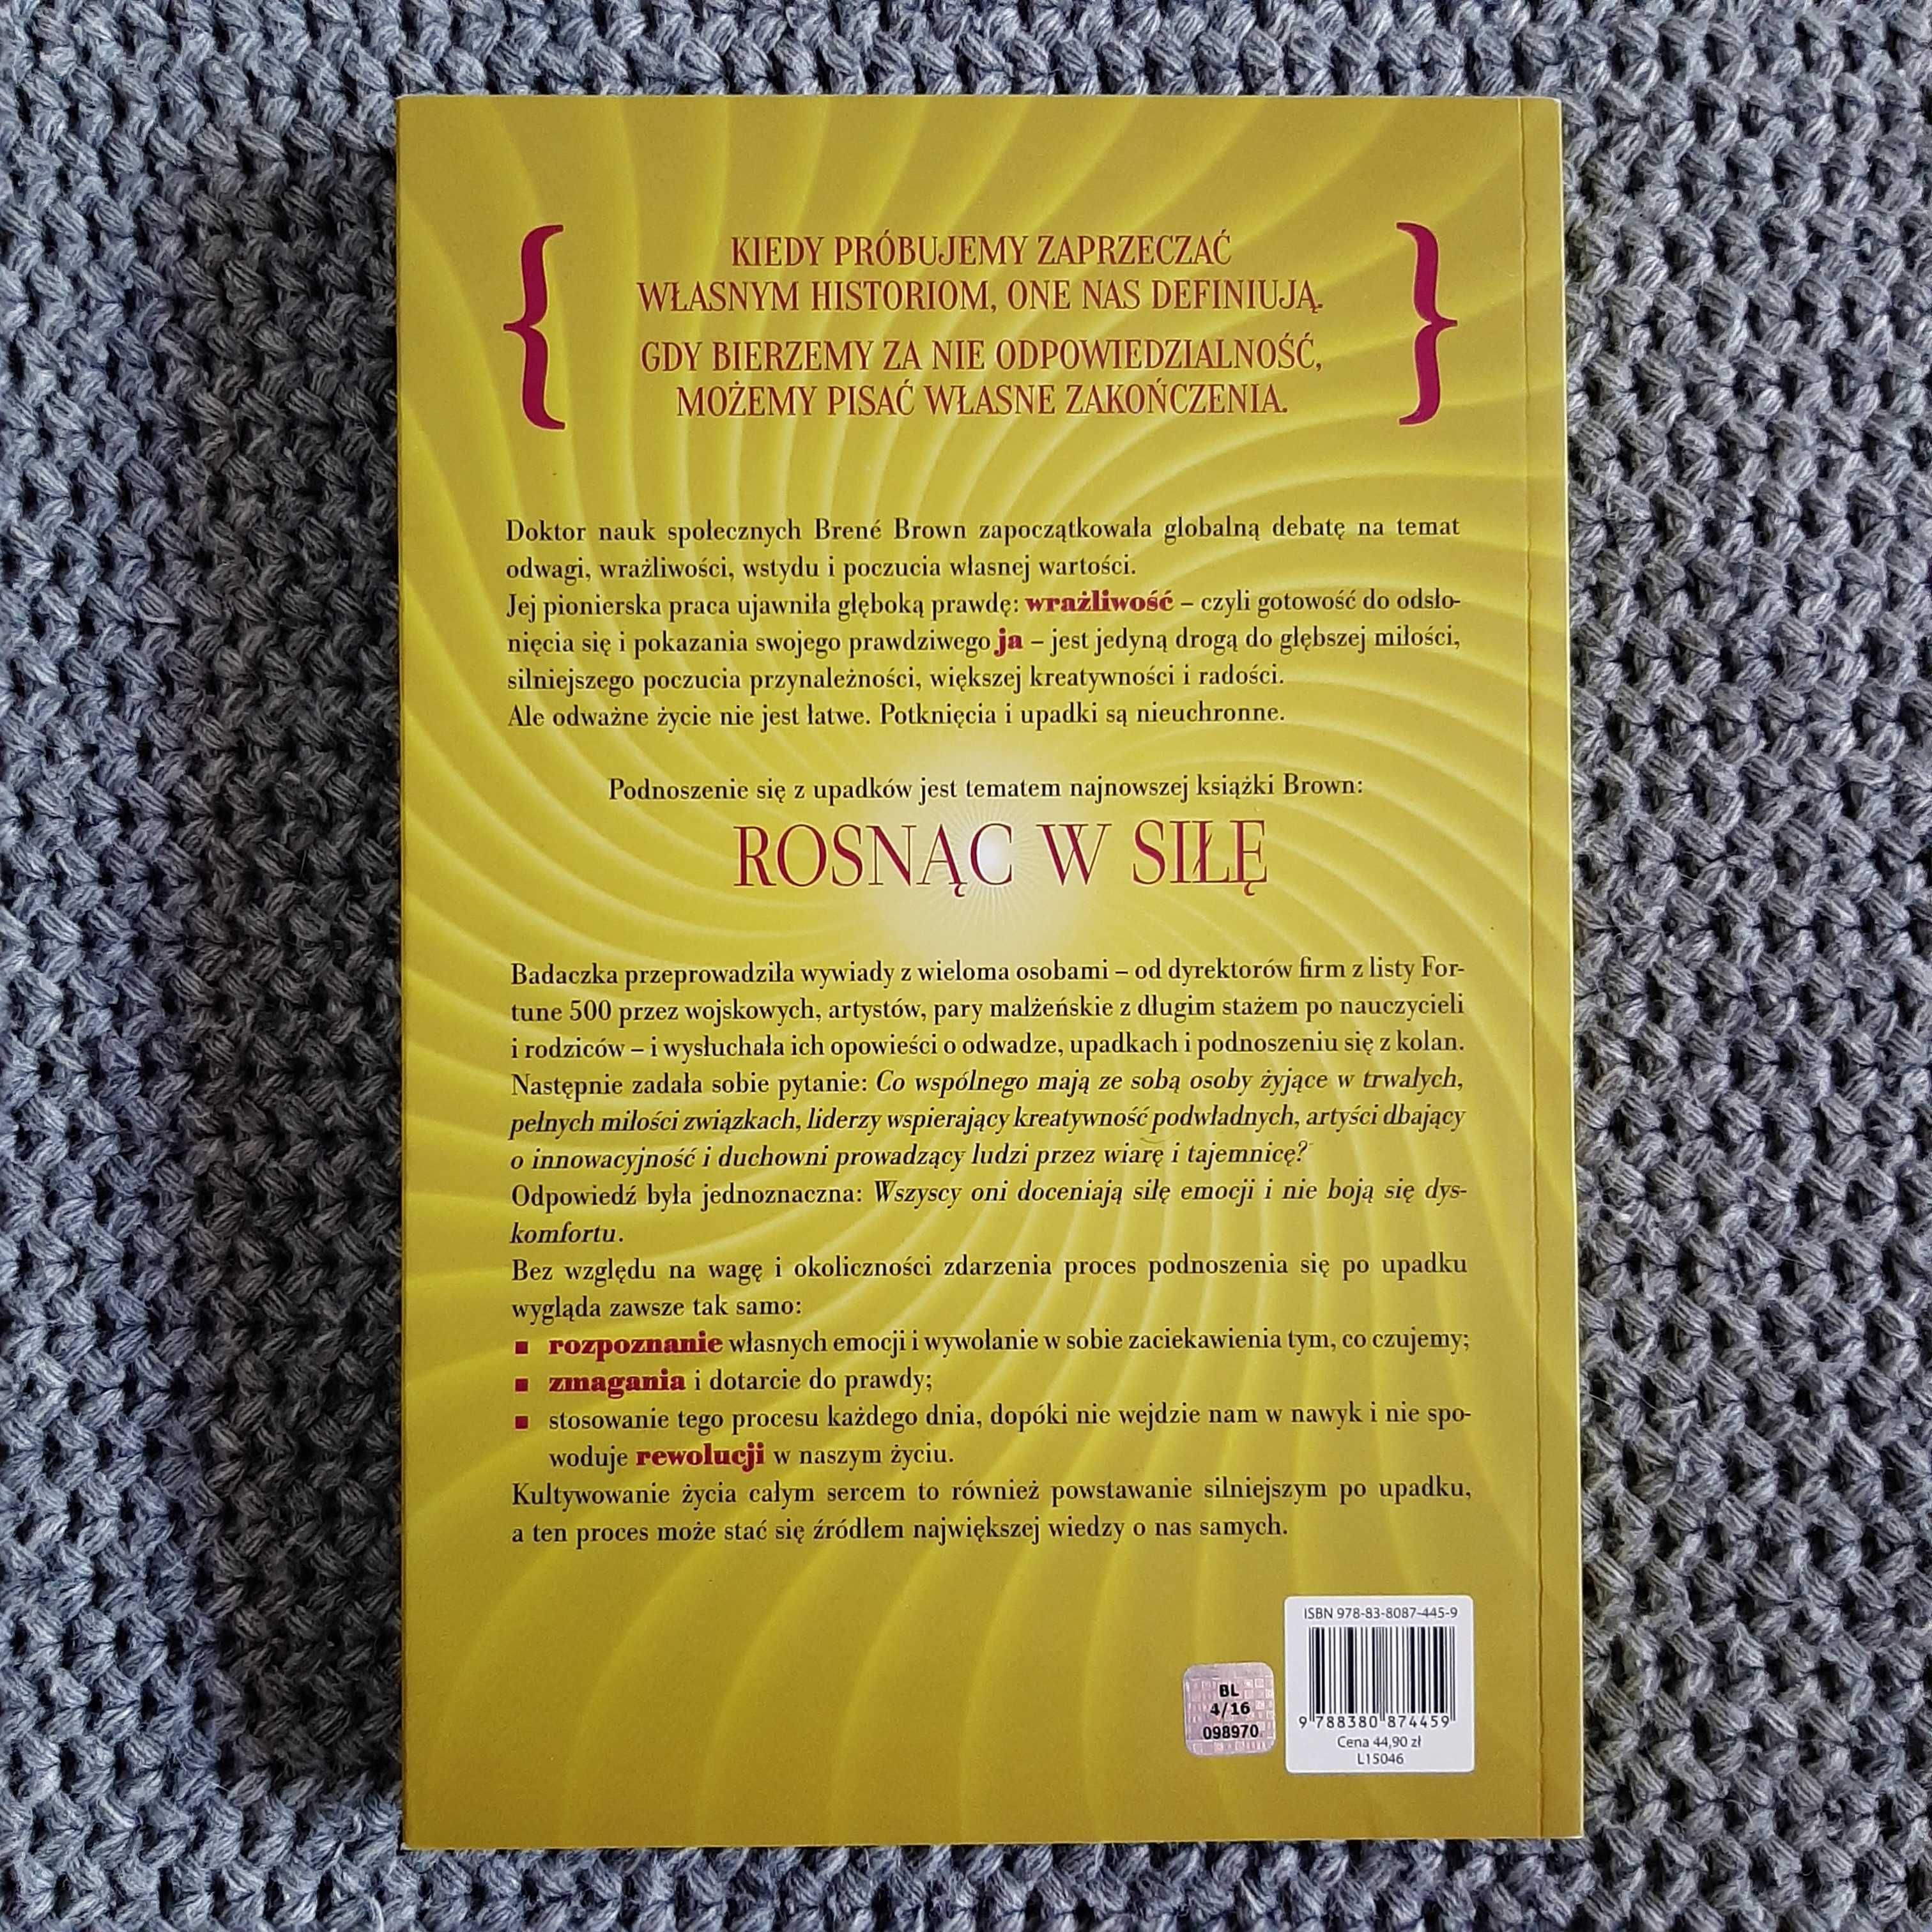 { KIEDY PRÓBUJEMY ZAPRZECZAĆ }
WŁASNYM HISTORIOM, ONE NAS DEFINIUJĄ.
GDY BIERZEMY ZA NIE ODPOWIEDZIALNOŚĆ,
MOŻEMY PISAĆ WŁASNE ZAKOŃCZENIA.
Doktor nauk społecznych Brené Brown zapoczątkowała globalną debatę na temat
odwagi, wrażliwości, wstydu i poczucia własnej wartości.
Jej pionierska praca ujawniła głęboką prawdę: wrażliwość – czyli gotowość do odsło-
nięcia się i pokazania swojego prawdziwego ja – jest jedyną drogą do głębszej miłości,
silniejszego poczucia przynależności, większej kreatywności i radości.
Ale odważne życie nie jest łatwe. Potknięcia i upadki są nieuchronne.
Podnoszenie się z upadków jest tematem najnowszej książki Brown:
ROSNĄC W SIŁĘ
Badaczka przeprowadziła wywiady z wieloma osobami – od dyrektorów firm z listy For-
tune 500 przez wojskowych, artystów, pary małżeńskie z długim stażem po nauczycieli
i rodziców – i wysłuchała ich opowieści o odwadze, upadkach i podnoszeniu się z kolan.
Następnie zadała sobie pytanie: Co wspólnego mają ze sobą osoby żyjące w trwałych,
pełnych miłości związkach, liderzy wspierający kreatywność podwładnych, artyści dbający
o innowacyjność i duchowni prowadzący ludzi przez wiarę i tajemnicę?
Odpowiedź była jednoznaczna: Wszyscy oni doceniają siłę emocji i nie boją się dys-
komfortu.
Bez względu na wagę i okoliczności zdarzenia proces podnoszenia się po upadku
wygląda zawsze tak samo:
▪ rozpoznanie własnych emocji i wywołanie w sobie zaciekawienia tym, co czujemy;
▪ zmagania i dotarcie do prawdy;
▪ stosowanie tego procesu każdego dnia, dopóki nie wejdzie nam w nawyk i nie spo-
woduje rewolucji w naszym życiu.
Kultywowanie życia całym sercem to również powstawanie silniejszym po upadku,
a ten proces może stać się źródłem największej wiedzy o nas samych.
ISBN 978-83-8087-445-9
9 788380 874459
Cena 44,90 zł
L15046
BL
4/16
098970